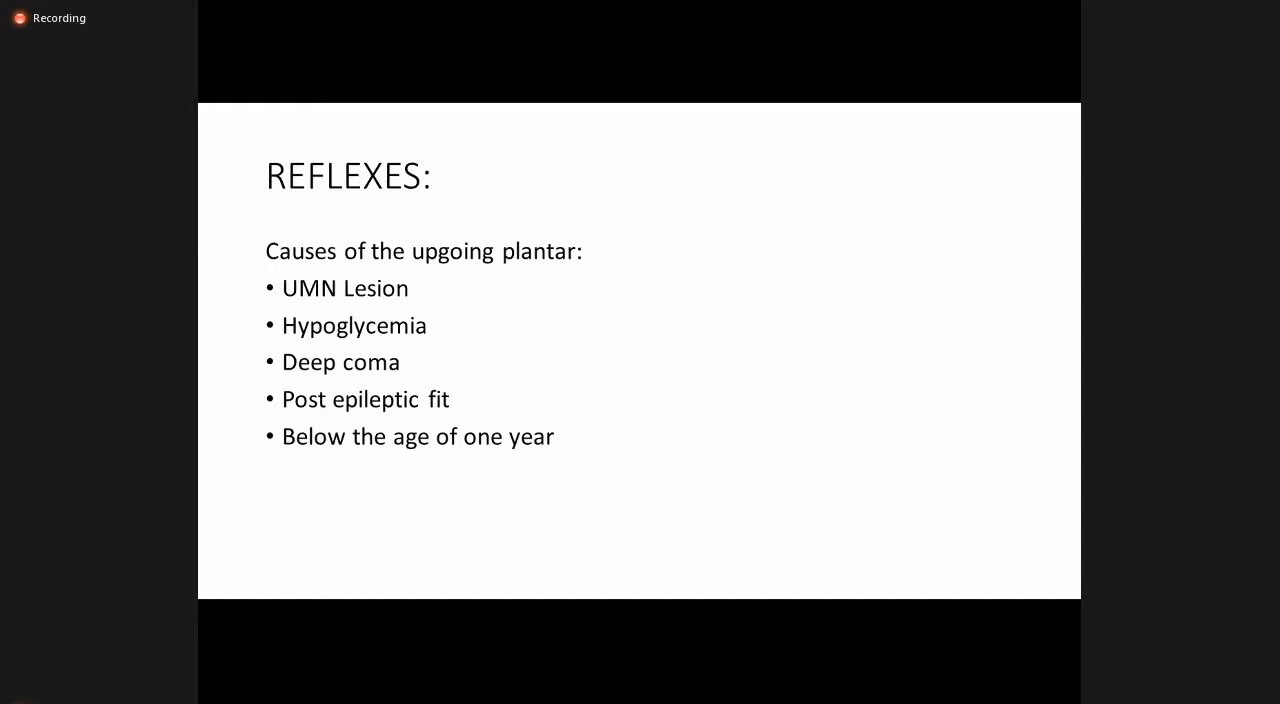 Recording
REFLEXES:
Causes of the upgoing plantar:
• UMN Lesion
• Hypoglycemia
• Deep coma
• Post epileptic fit
• Below the age of one year